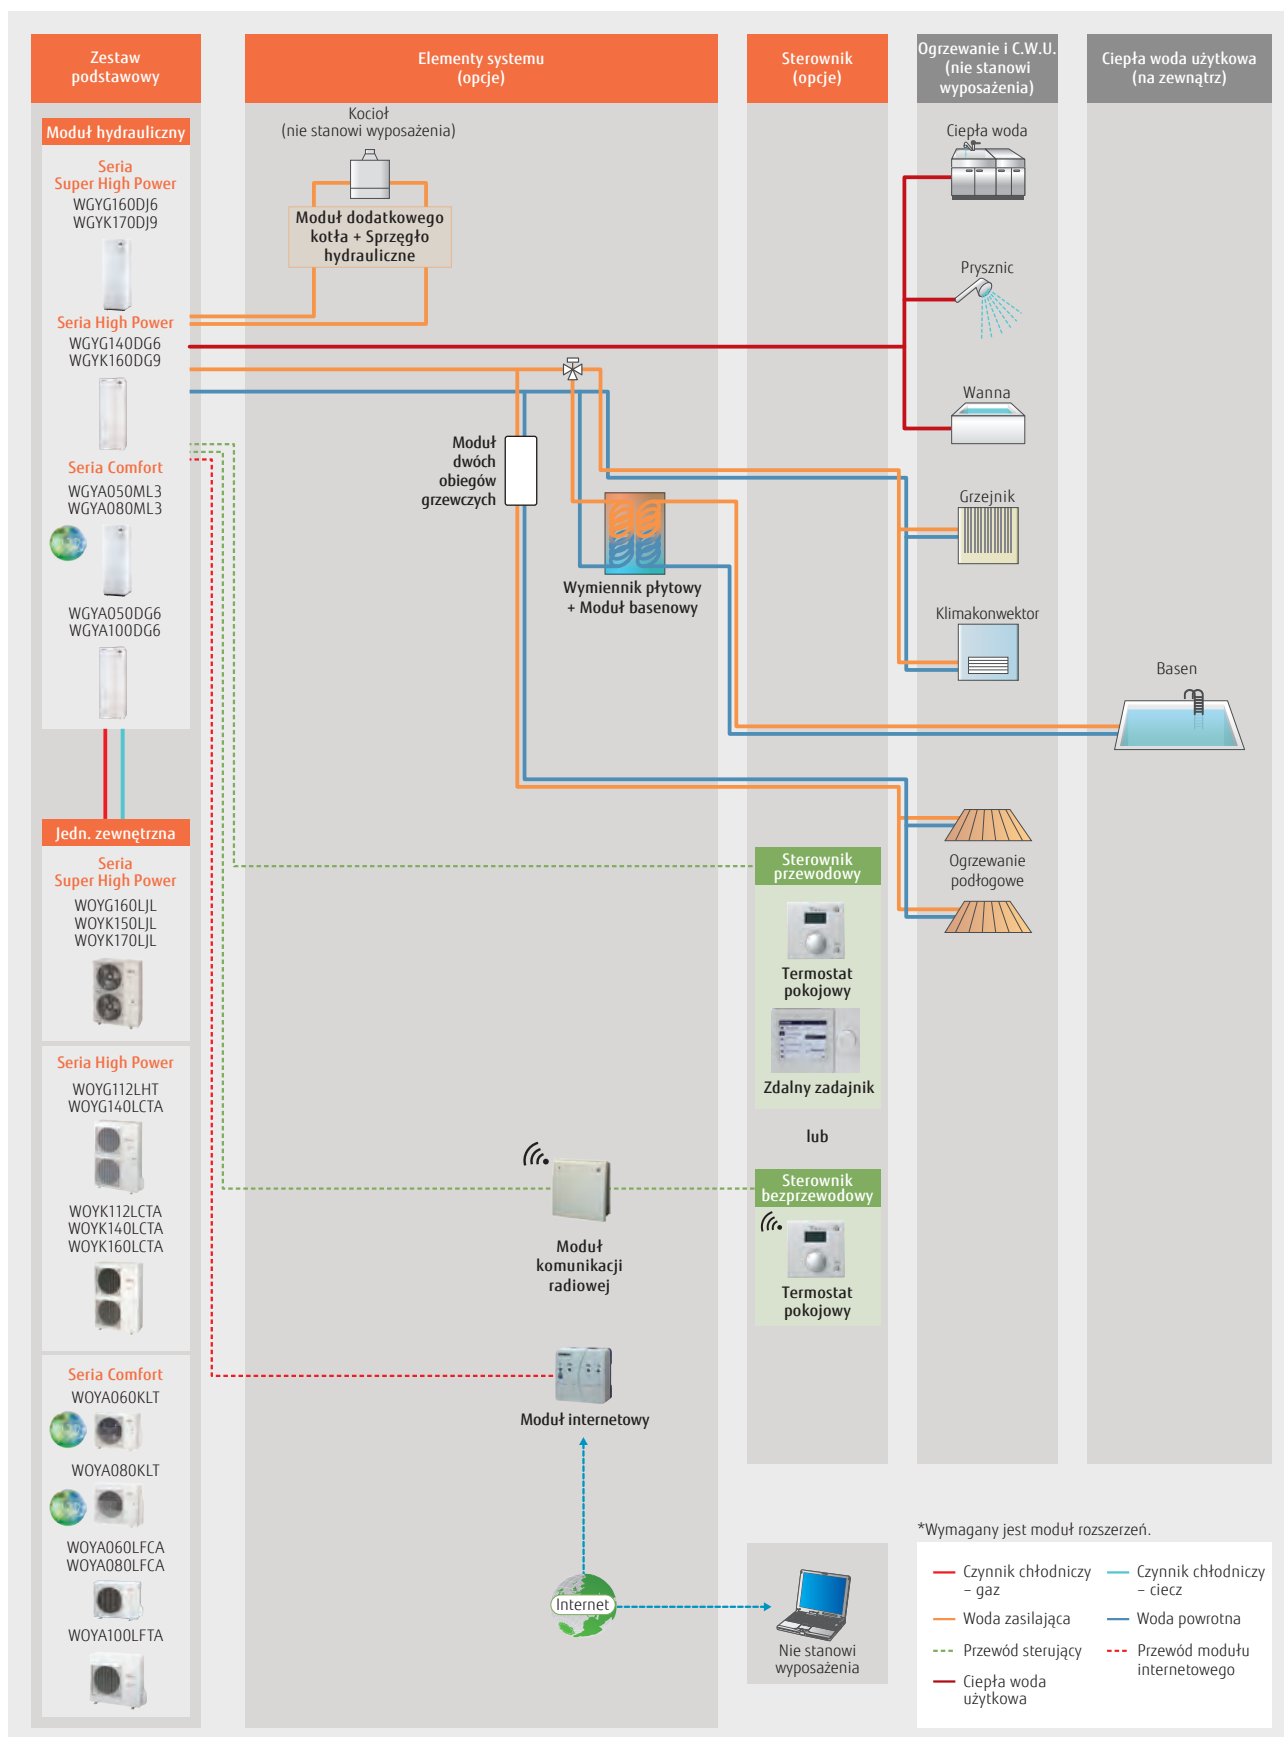 Zestaw
podstawowy
Elementy systemu
(opcje)
Sterownik
(opcje)
Ogrzewanie i C.W.U.
(nie stanowi
wyposażenia)
Ciepła woda użytkowa
(na zewnątrz)
Moduł hydrauliczny
Seria
Super High Power
WGYG160DJ6
WGYK170DJ9
Seria High Power
WGYG140DG6
WGYK160DG9
Seria Comfort
WGYA050ML3
WGYA080ML3
WGYA050DG6
WGYA100DG6
Jedn. zewnętrzna
Seria
Super High Power
WOYG160LJL
WOYK150LJL
WOYK170LJL
Seria High Power
WOYG112LHT
WOYG140LCTA
WOYK112LCTA
WOYK140LCTA
WOYK160LCTA
Seria Comfort
WOYA060KLT
WOYA080KLT
WOYA060LFCA
WOYA080LFCA
WOYA100LFTA
Kocioł
(nie stanowi wyposażenia)
Moduł dodatkowego
kotła + Sprzęgło
hydrauliczne
Moduł
dwóch
obiegów
grzewczych
Wymiennik płytowy
+ Moduł basenowy
Moduł
komunikacji
radiowej
Moduł internetowy
Internet
Sterownik
przewodowy
Termostat
pokojowy
Zdalny zadajnik
lub
Sterownik
bezprzewodowy
Termostat
pokojowy
Nie stanowi
wyposażenia
Ciepła woda
Prysznic
Wanna
Grzejnik
Klimakonwektor
Ogrzewanie
podłogowe
Basen
*Wymagany jest moduł rozszerzeń.
Czynnik chłodniczy
– gaz
Czynnik chłodniczy
– ciecz
Woda zasilająca
Woda powrotna
Przewód sterujący
Przewód modułu
internetowego
Ciepła woda
użytkowa